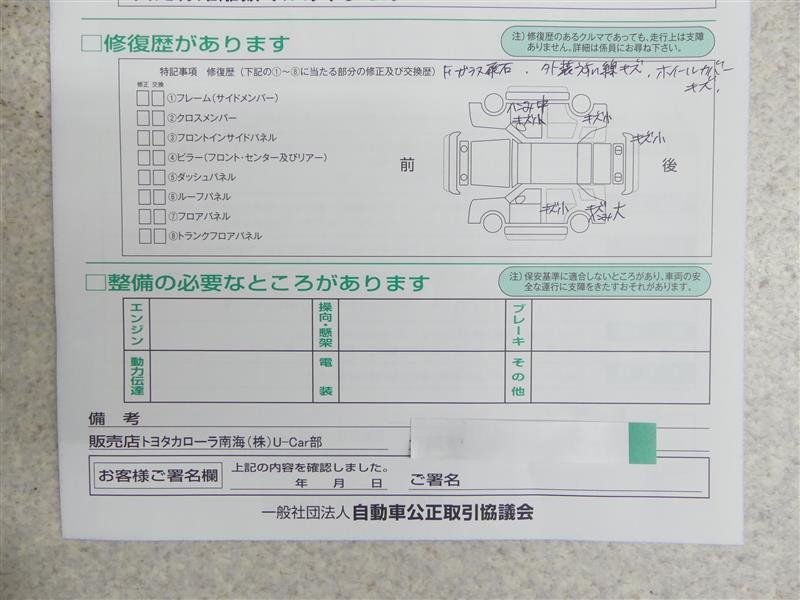 □修復歴があります
注）修復歴のあるクルマであっても、走行上は支障
ありません。詳細は係員にお尋ね下さい。
特記事項 修復歴（下記の①〜⑧に当たる部分の修正及び交換歴） Fガラス飛石、外装うすい線キズ、ホイールカバー
キズ、
修正 交換
①フレーム（サイドメンバー）
②クロスメンバー
③フロントインサイドパネル
④ピラー（フロント・センター及びリアー）
⑤ダッシュパネル
⑥ルーフパネル
⑦フロアパネル
⑧トランクフロアパネル
前
後
中
キズ小
キズ小
キズ小
キズ小
キズ
大
□整備の必要なところがあります
注）保安基準に適合しないところがあり、車両の安
全な運行に支障をきたすおそれがあります。
エンジン
操向・懸架
ブレーキ
動力伝達
電装
その他
備 考
販売店トヨタカローラ南海（株）U-Car部
お客様ご署名欄
上記の内容を確認しました。
年 月 日
ご署名
一般社団法人 自動車公正取引協議会